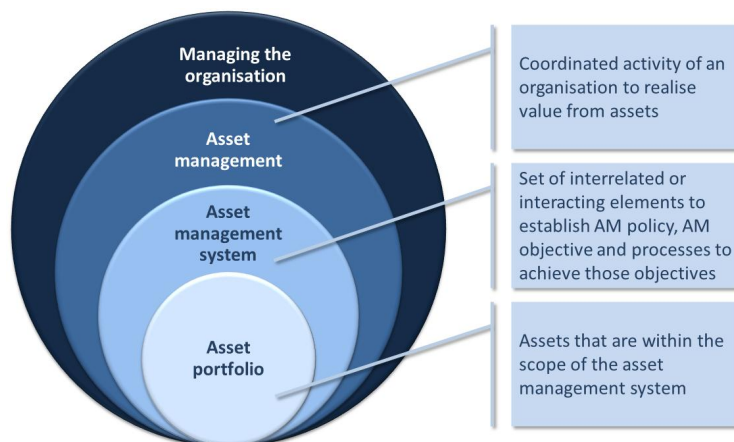 Managing the
organisation
Asset
management
Asset
management
system
Asset
portfolio
Coordinated activity of an
organisation to realise
value from assets
Set of interrelated or
interacting elements to
establish AM policy, AM
objective and processes to
achieve those objectives
Assets that are within the
scope of the asset
management system